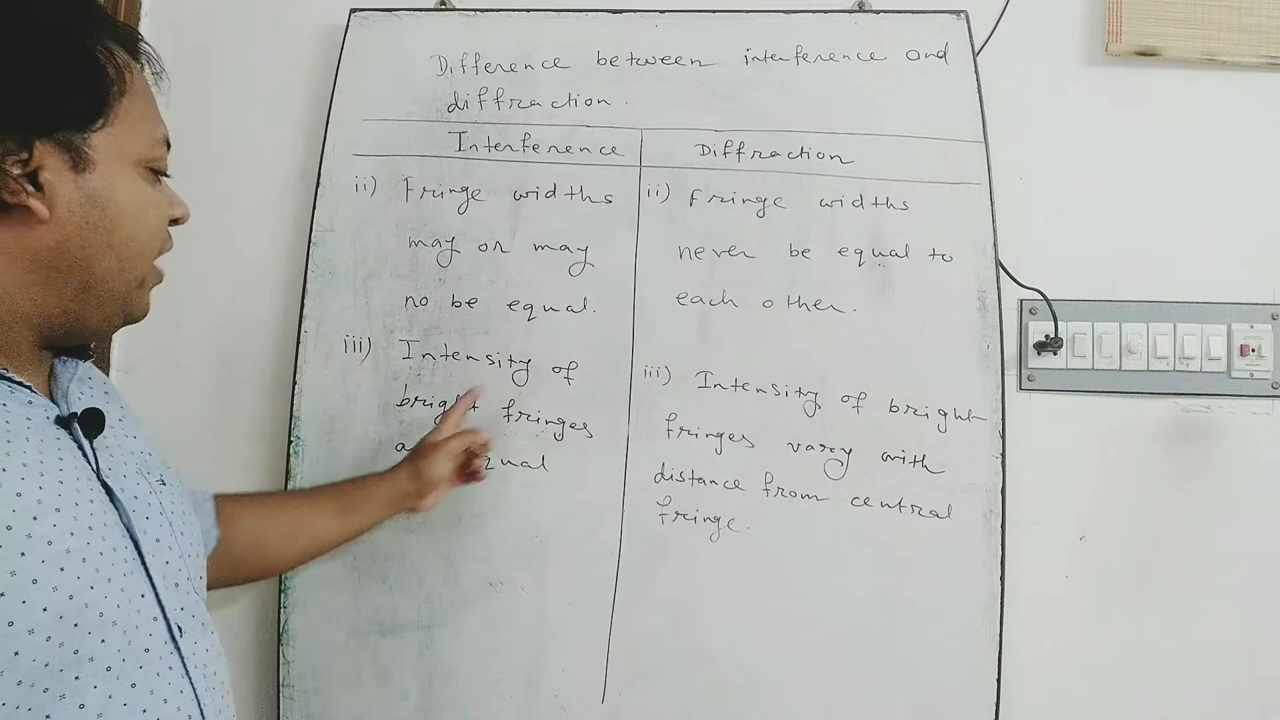 Difference between interference and
diffraction.
Interference
Diffraction
ii) Fringe widths
may or may
no be equal.
iii) Intensity of
bright fringes
ii) Fringe widths
never be equal to
each other.
iii) Intensity of bright
fringes vary with
distance from central
fringe.